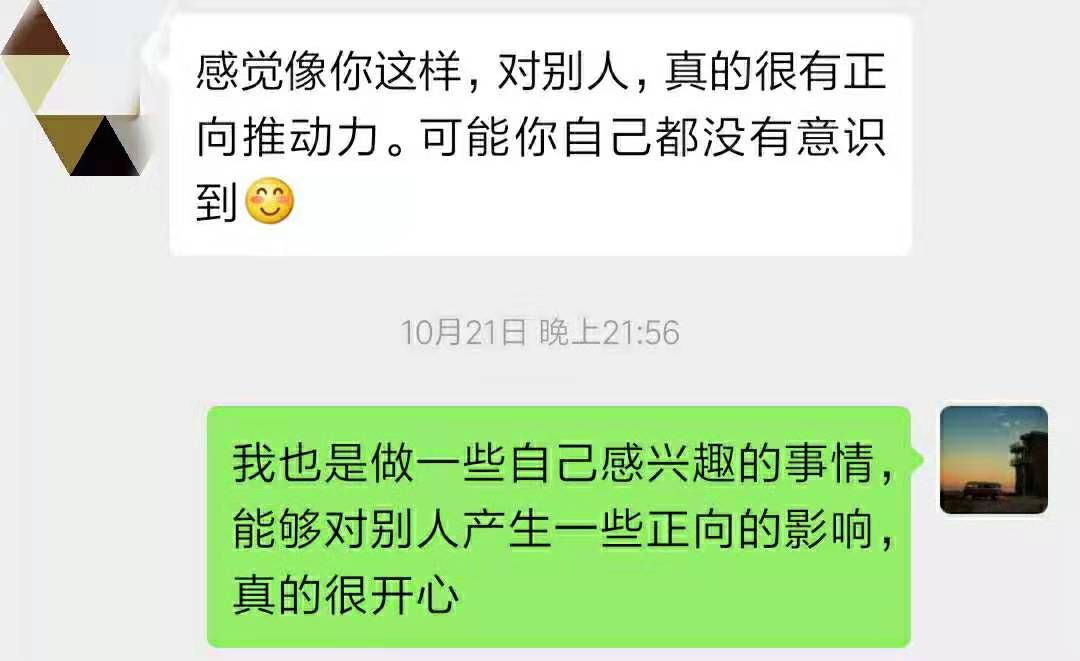 感觉像你这样，对别人，真的很有正
向推动力。可能你自己都没有意识
到😊
10月21日 晚上21:56
我也是做一些自己感兴趣的事情，
能够对别人产生一些正向的影响，
真的很开心